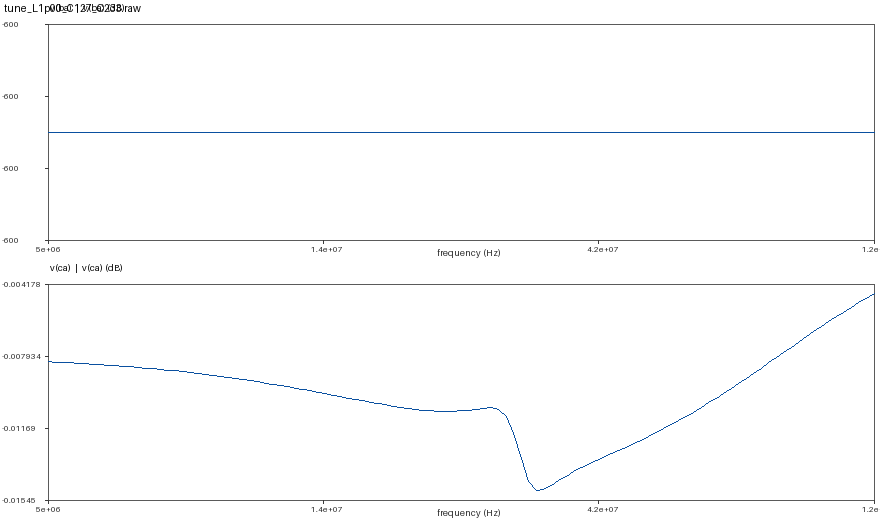 -600
-600
-600
-600
5e+06
1.4e+07
4.2e+07
1.2e
frequency (Hz)
v(ca) | v(ca) (dB)
-0.004178
-0.007934
-0.01169
-0.01545
5e+06
1.4e+07
4.2e+07
1.2e
frequency (Hz)